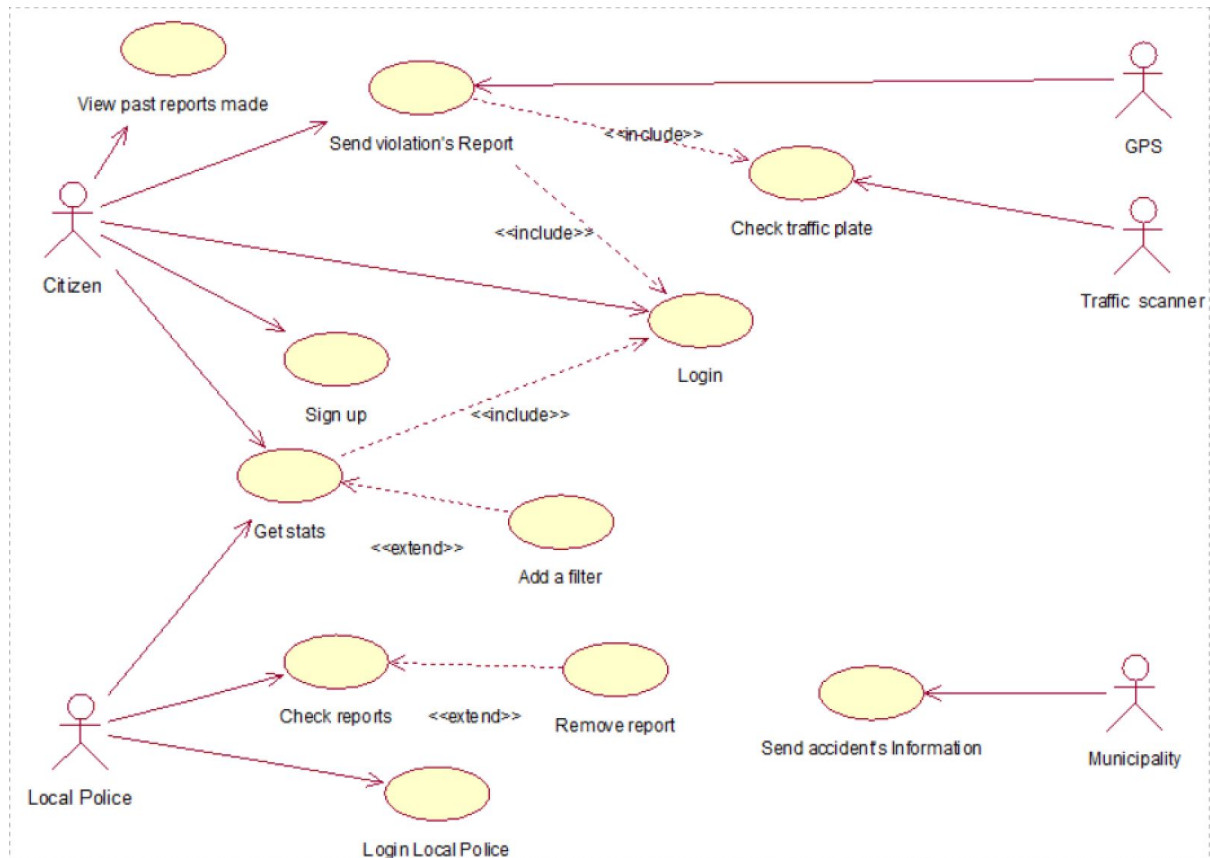 View past reports made
Send violation's Report
<<include>>
GPS
Check traffic plate
<<include>>
Citizen
Traffic scanner
Login
Sign up
<<include>>
Get stats
<<extend>>
Add a filter
Check reports
<<extend>>
Remove report
Send accident's Information
Municipality
Local Police
Login Local Police